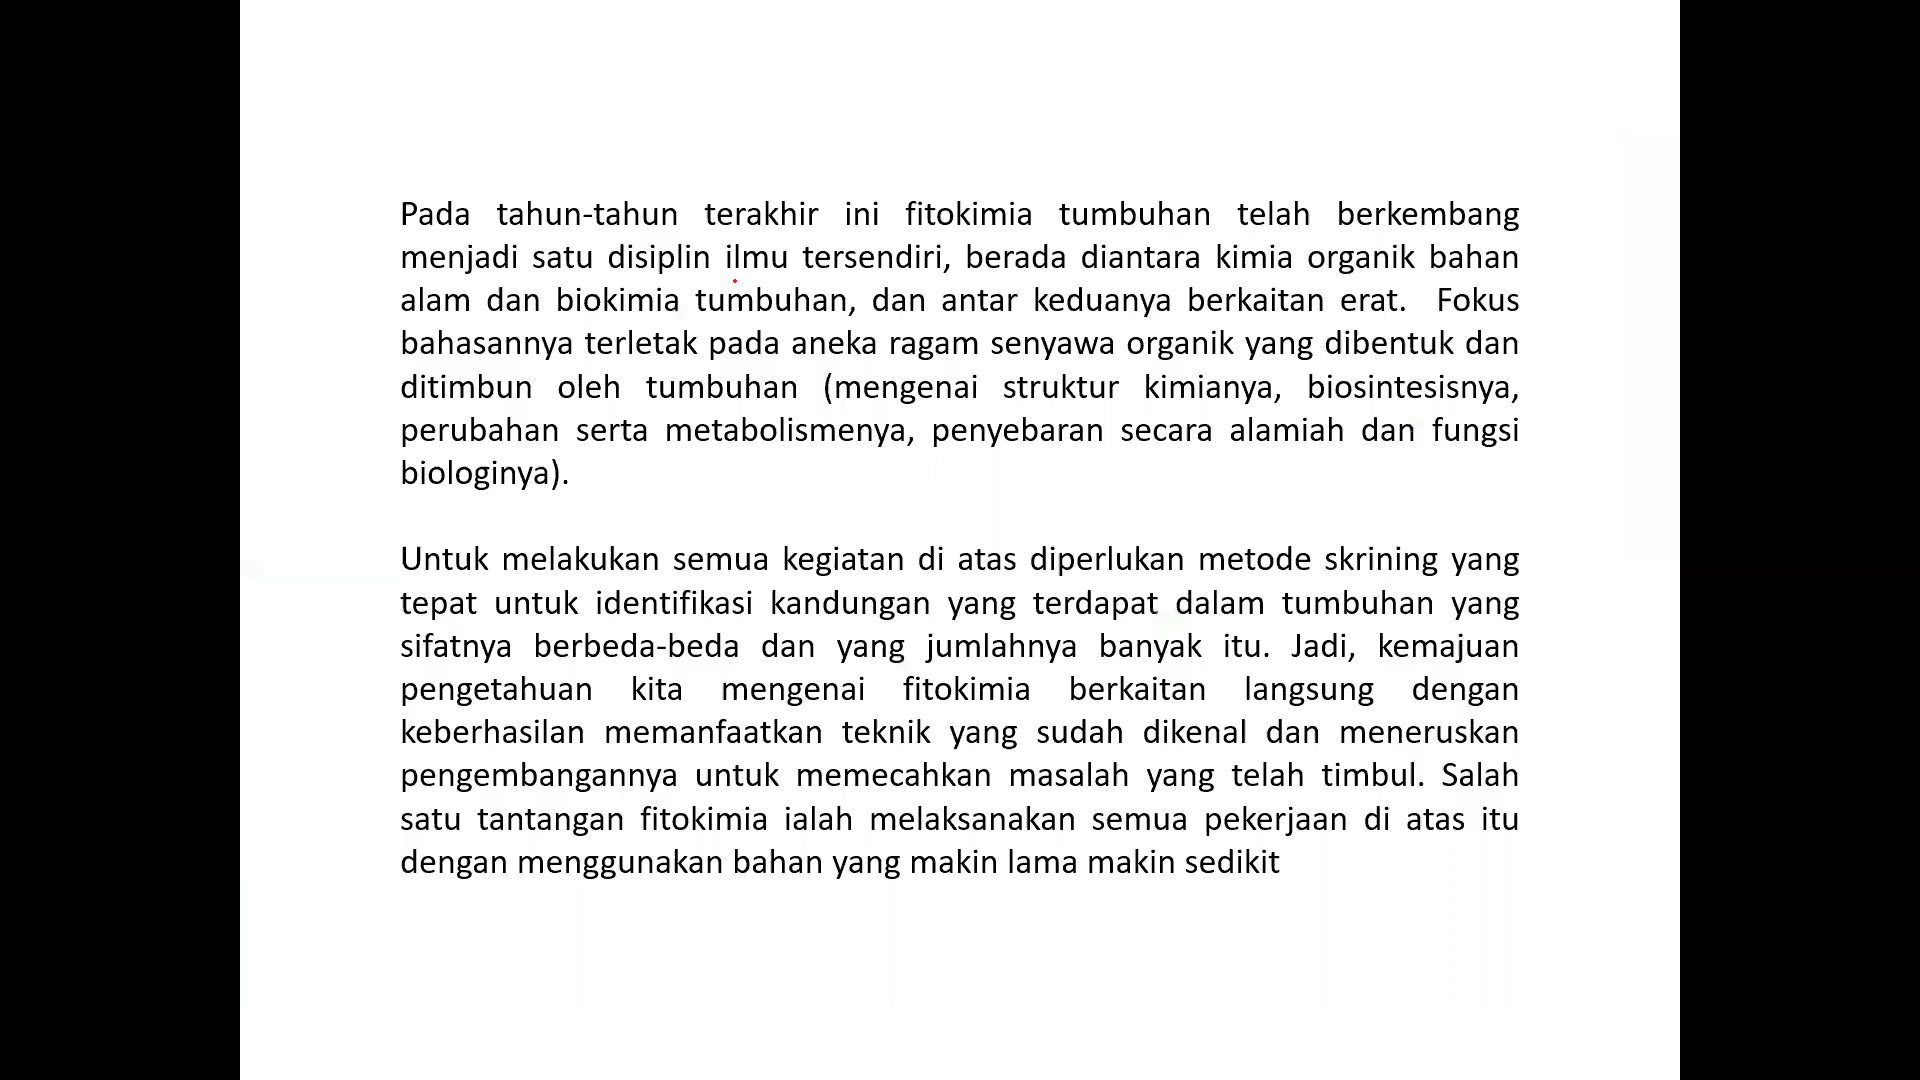 Pada tahun-tahun terakhir ini fitokimia tumbuhan telah berkembang
menjadi satu disiplin ilmu tersendiri, berada diantara kimia organik bahan
alam dan biokimia tumbuhan, dan antar keduanya berkaitan erat.  Fokus
bahasannya terletak pada aneka ragam senyawa organik yang dibentuk dan
ditimbun oleh tumbuhan (mengenai struktur kimianya, biosintesisnya,
perubahan serta metabolismenya, penyebaran secara alamiah dan fungsi
biologinya).
Untuk melakukan semua kegiatan di atas diperlukan metode skrining yang
tepat untuk identifikasi kandungan yang terdapat dalam tumbuhan yang
sifatnya berbeda-beda dan yang jumlahnya banyak itu. Jadi, kemajuan
pengetahuan kita mengenai fitokimia berkaitan langsung dengan
keberhasilan memanfaatkan teknik yang sudah dikenal dan meneruskan
pengembangannya untuk memecahkan masalah yang telah timbul. Salah
satu tantangan fitokimia ialah melaksanakan semua pekerjaan di atas itu
dengan menggunakan bahan yang makin lama makin sedikit